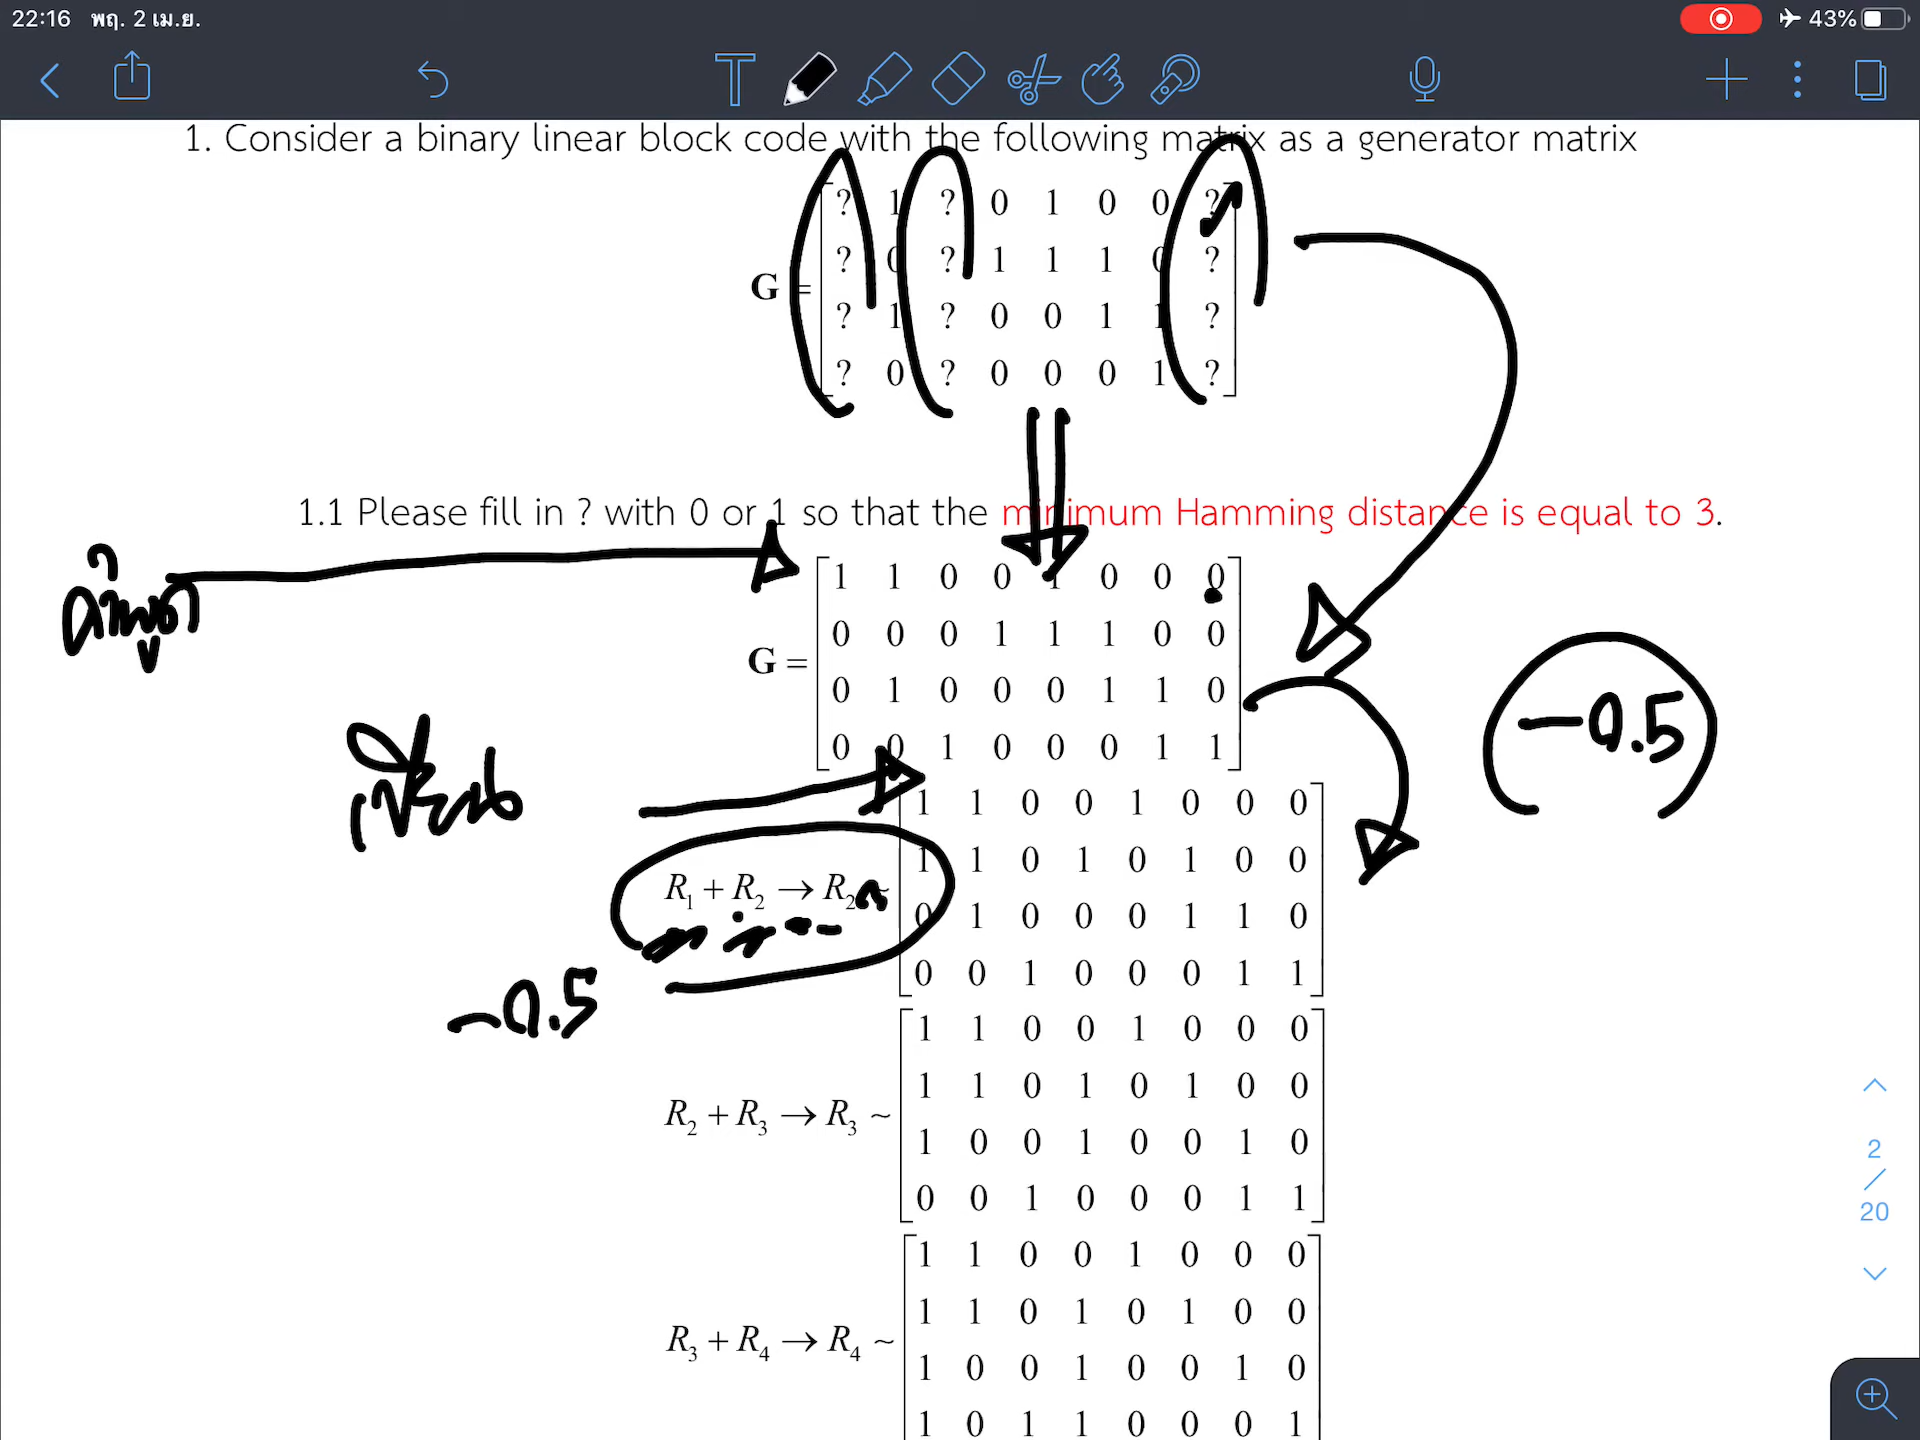 22:16 พฤ. 2 เม.ย. 43%
1. Consider a binary linear block code with the following matrix as a generator matrix
? 1 ? 0 1 0 0 ?
? 0 ? 1 1 1 0 ?
G =
? 1 ? 0 0 1 1 ?
? 0 ? 0 0 0 1 ?
1.1 Please fill in ? with 0 or 1 so that the minimum Hamming distance is equal to 3.
1 1 0 0 1 0 0 0
0 0 0 1 1 1 0 0
G =
0 1 0 0 0 1 1 0
0 0 1 0 0 0 1 1
-0.5
1 1 0 0 1 0 0 0
1 1 0 1 0 1 0 0
R₁ + R₂ → R₂ ~
0 1 0 0 0 1 1 0
0 0 1 0 0 0 1 1
-0.5
1 1 0 0 1 0 0 0
1 1 0 1 0 1 0 0
R₂ + R₃ → R₃ ~
1 0 0 1 0 0 1 0
0 0 1 0 0 0 1 1
1 1 0 0 1 0 0 0
1 1 0 1 0 1 0 0
R₃ + R₄ → R₄ ~
1 0 0 1 0 0 1 0
1 0 1 1 0 0 0 1
2
/
20